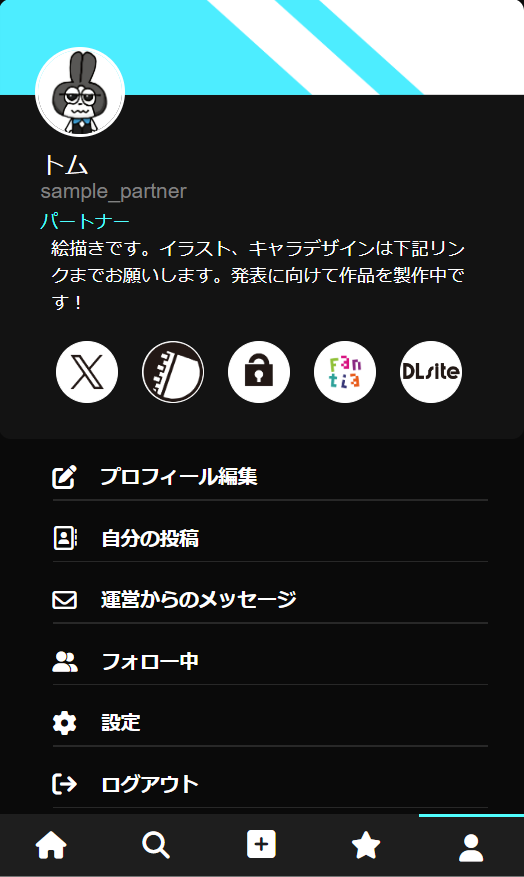 トム
sample_partner
パートナー
絵描きです。イラスト、キャラデザインは下記リン
クまでお願いします。発表に向けて作品を製作中で
す！
X
Fan
tia
DLsite
プロフィール編集
自分の投稿
運営からのメッセージ
フォロー中
設定
ログアウト